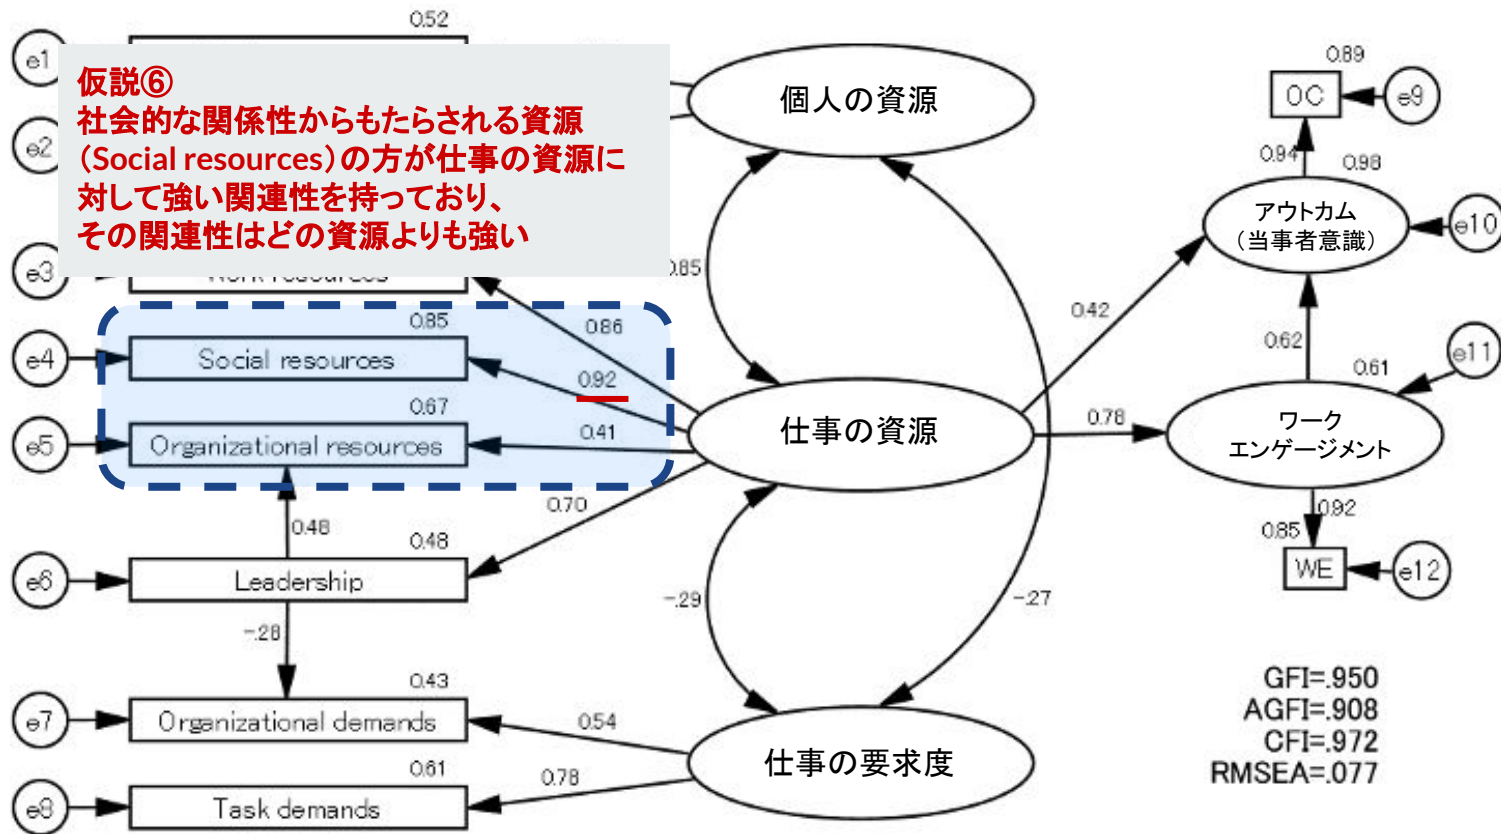 0.52
e1
仮説⑥
社会的な関係性からもたらされる資源
（Social resources）の方が仕事の資源に
対して強い関連性を持っており、
その関連性はどの資源よりも強い
e2
個人の資源
0.89
OC
e9
0.94
0.98
アウトカム
（当事者意識）
e10
e3
0.85
0.86
0.42
0.85
e4
Social resources
0.92
0.62
e11
0.61
0.67
e5
Organizational resources
0.41
仕事の資源
0.78
ワーク
エンゲージメント
0.70
0.48
0.48
0.92
0.85
e6
Leadership
WE
e12
-.29
-.27
-.28
0.43
e7
Organizational demands
0.54
仕事の要求度
0.61
0.78
e8
Task demands
GFI=.950
AGFI=.908
CFI=.972
RMSEA=.077